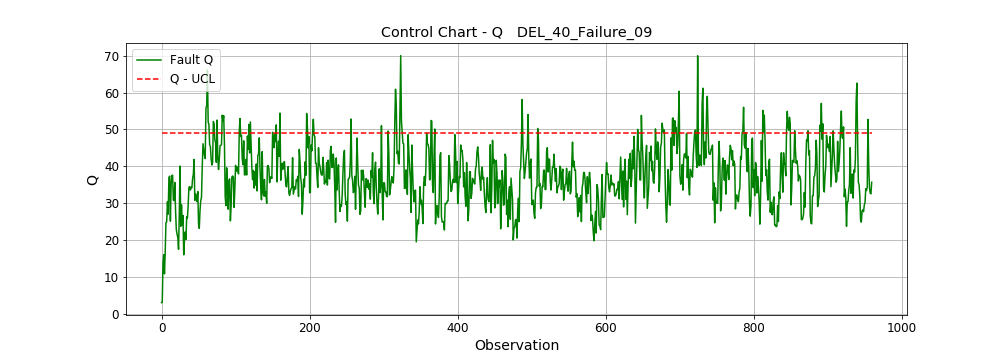 Control Chart - Q   DEL_40_Failure_09
Fault Q
Q - UCL
70
60
50
40
30
20
10
0
Q
0 200 400 600 800 1000
Observation